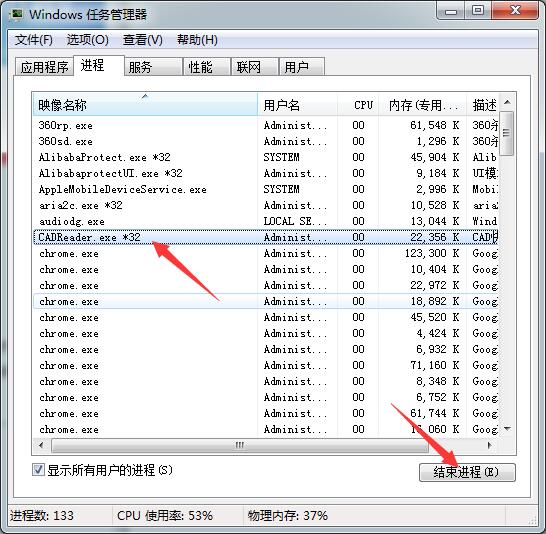 Windows 任务管理器
文件(F) 选项(O) 查看(V) 帮助(H)
应用程序 进程 服务 性能 联网 用户
映像名称 用户名 CPU 内存(专用... 描述
360rp.exe Administ... 00 61,548 K 360杀
360sd.exe Administ... 00 1,296 K 360杀
AlibabaProtect.exe *32 SYSTEM 00 45,904 K Alib
AlibabaprotectUI.exe *32 Administ... 00 9,184 K UI模
AppleMobileDeviceService.exe SYSTEM 00 2,996 K Mobi
aria2c.exe *32 Administ... 00 10,528 K aria
audiodg.exe LOCAL SE... 00 13,044 K Wind
CADReader.exe *32 Administ... 00 22,356 K CAD快
chrome.exe Administ... 00 123,300 K Goog
chrome.exe Administ... 00 10,404 K Goog
chrome.exe Administ... 00 22,972 K Goog
chrome.exe Administ... 00 18,892 K Goog
chrome.exe Administ... 00 45,520 K Goog
chrome.exe Administ... 00 4,424 K Goog
chrome.exe Administ... 00 6,932 K Goog
chrome.exe Administ... 00 71,160 K Goog
chrome.exe Administ... 00 8,348 K Goog
chrome.exe Administ... 00 6,752 K Goog
chrome.exe Administ... 00 61,744 K Goog
chrome.exe Administ... 00 ,060 K Goog
显示所有用户的进程(S) 结束进程(E)
进程数: 133 CPU 使用率: 53% 物理内存: 37%